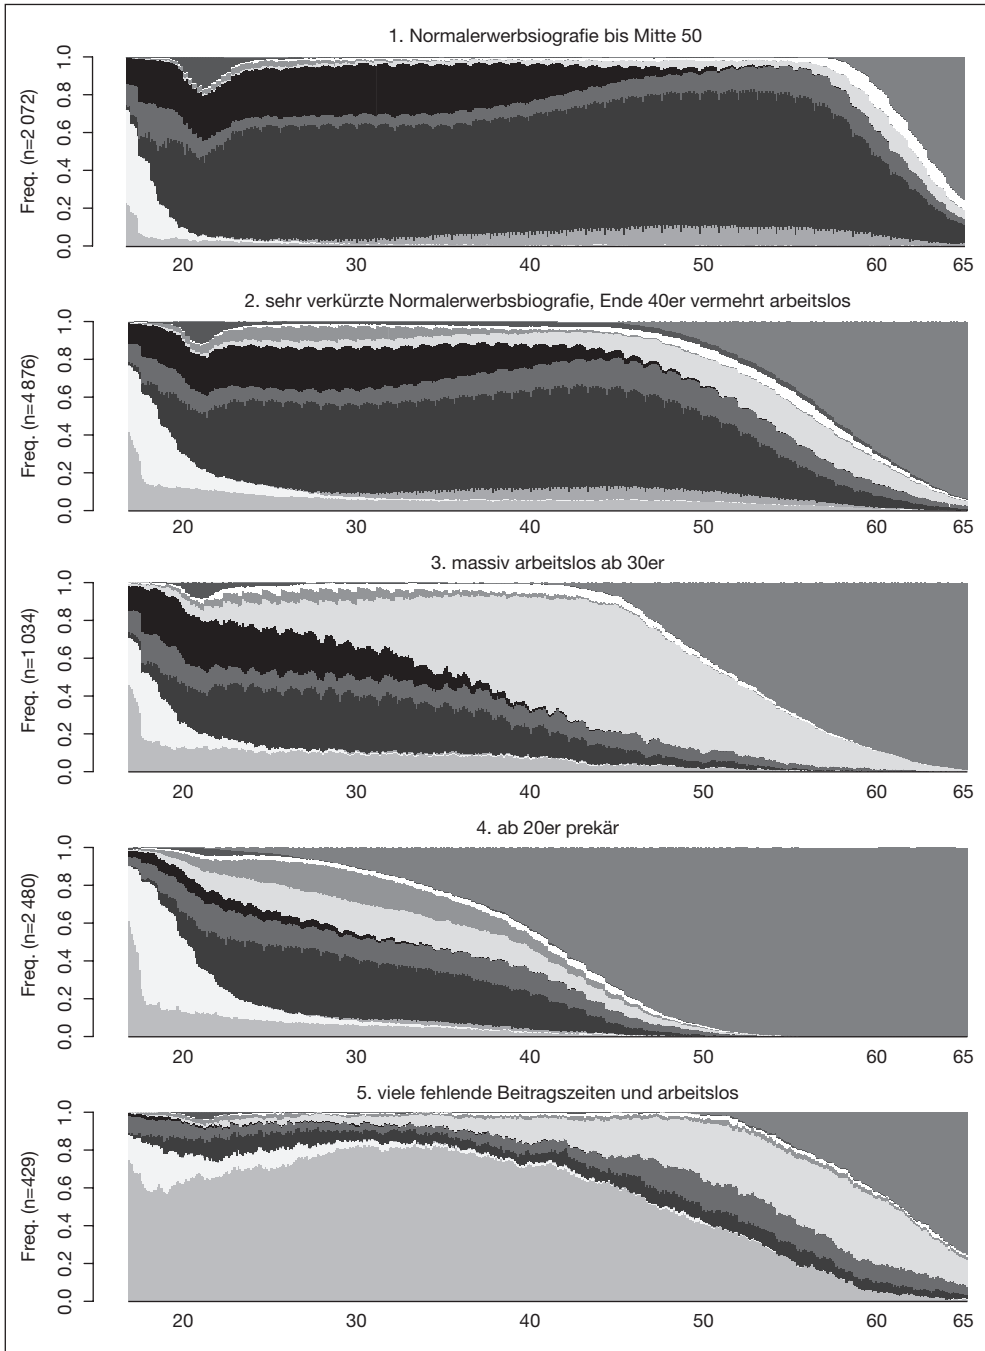 1. Normalerwerbsiografie bis Mitte 50
Freq. (n=2 072)
1.0
0.8
0.6
0.4
0.2
0.0
20 30 40 50 60 65
2. sehr verkürzte Normalerwerbsbiografie, Ende 40er vermehrt arbeitslos
Freq. (n=4 876)
1.0
0.8
0.6
0.4
0.2
0.0
20 30 40 50 60 65
3. massiv arbeitslos ab 30er
Freq. (n=1 034)
1.0
0.8
0.6
0.4
0.2
0.0
20 30 40 50 60 65
4. ab 20er prekär
Freq. (n=2 480)
1.0
0.8
0.6
0.4
0.2
0.0
20 30 40 50 60 65
5. viele fehlende Beitragszeiten und arbeitslos
Freq. (n=429)
1.0
0.8
0.6
0.4
0.2
0.0
20 30 40 50 60 65